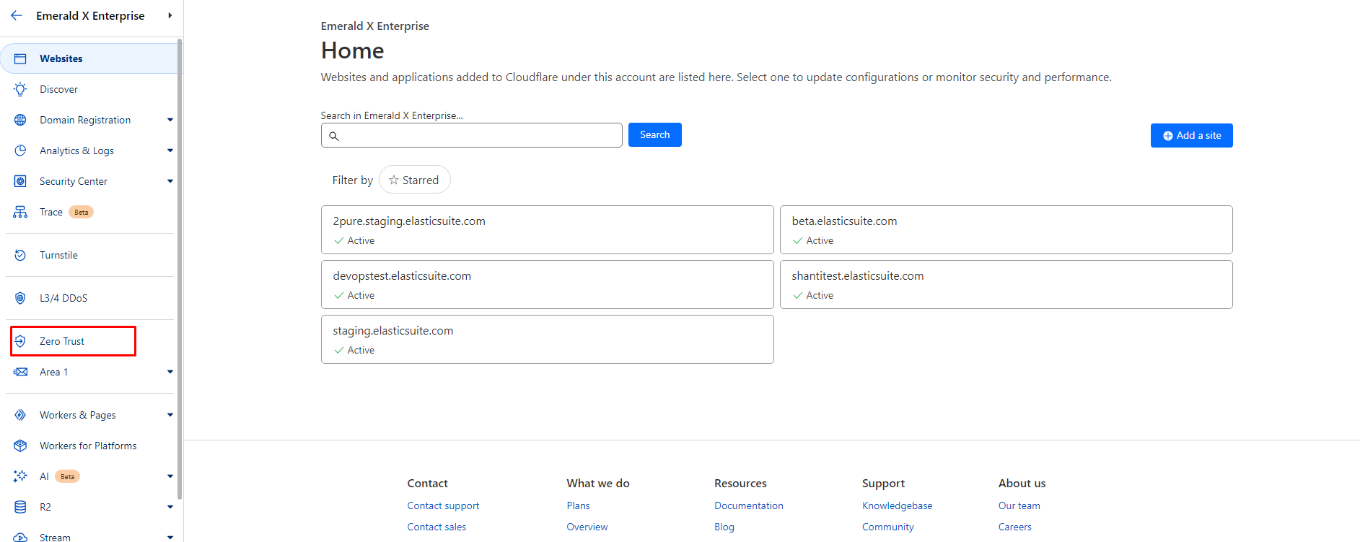 Emerald X Enterprise
Websites
Discover
Domain Registration
Analytics & Logs
Security Center
Trace Beta
Turnstile
L3/4 DDoS
Zero Trust
Area 1
Workers & Pages
Workers for Platforms
AI Beta
R2
Stream
Emerald X Enterprise
Home
Websites and applications added to Cloudflare under this account are listed here. Select one to update configurations or monitor security and performance.
Search in Emerald X Enterprise...
Search
Add a site
Filter by Starred
2pure.staging.elasticsuite.com
Active
beta.elasticsuite.com
Active
devopstest.elasticsuite.com
Active
shantitest.elasticsuite.com
Active
staging.elasticsuite.com
Active
Contact
Contact support
Contact sales
What we do
Plans
Overview
Resources
Documentation
Blog
Support
Knowledgebase
Community
About us
Our team
Careers